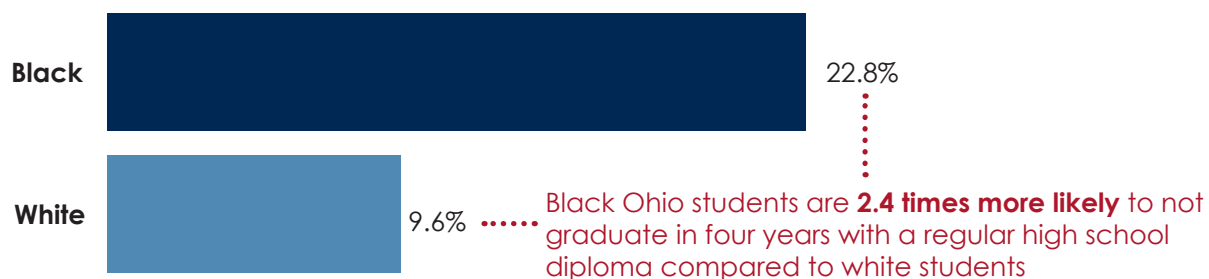 Black
22.8%
White
9.6%
Black Ohio students are 2.4 times more likely to not
graduate in four years with a regular high school
diploma compared to white students